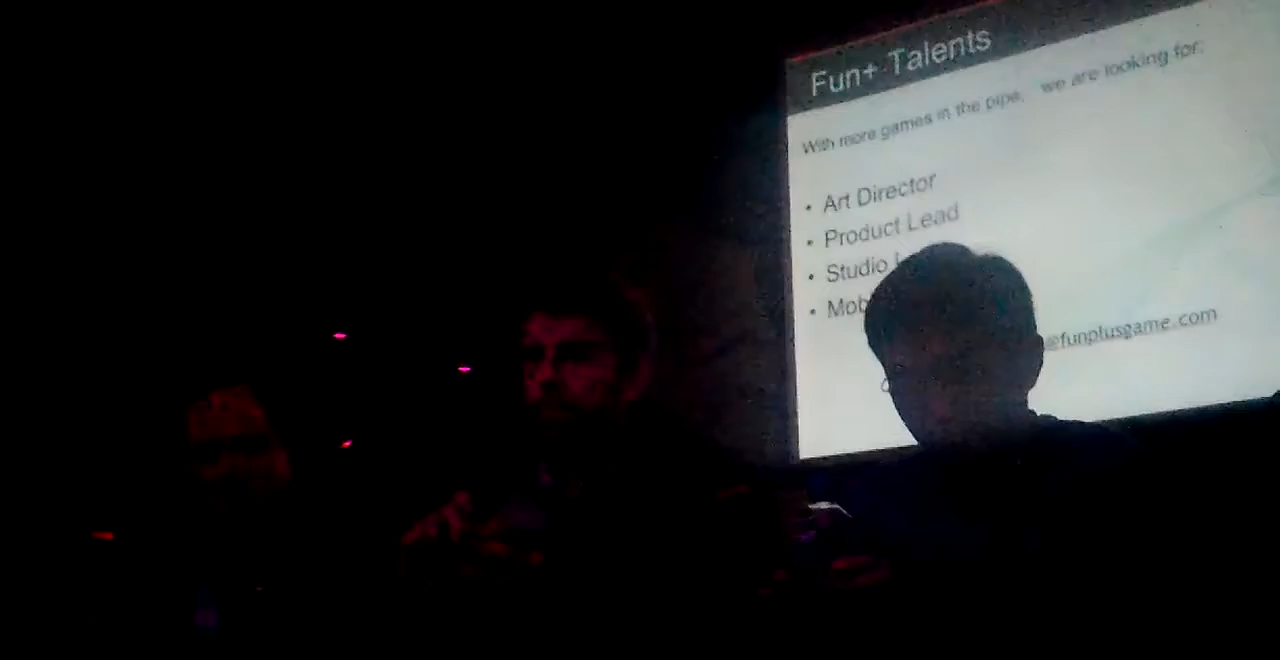 Fun+ Talents
With more games in the pipe, we are looking for:
• Art Director
• Product Lead
• Studio
• Mob
@funplusgame.com